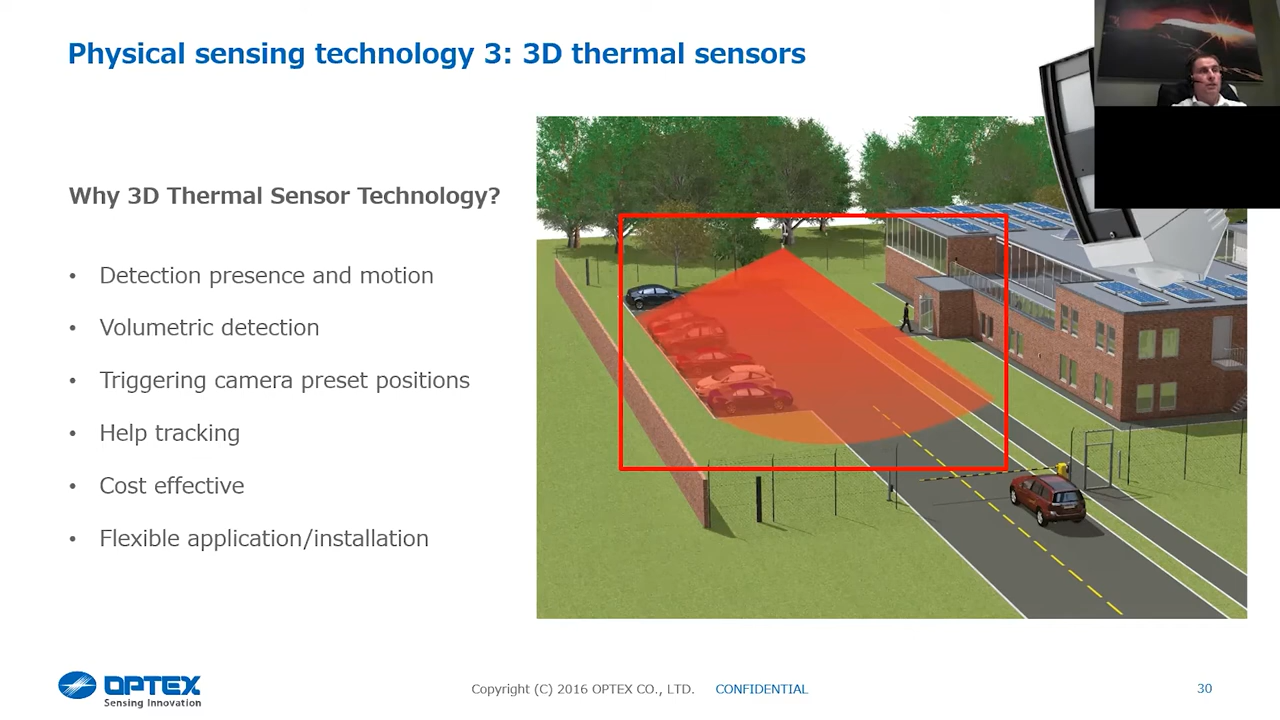 Physical sensing technology 3: 3D thermal sensors
Why 3D Thermal Sensor Technology?
• Detection presence and motion
• Volumetric detection
• Triggering camera preset positions
• Help tracking
• Cost effective
• Flexible application/installation
OPTEX
Sensing Innovation
Copyright (C) 2016 OPTEX CO., LTD. CONFIDENTIAL
30